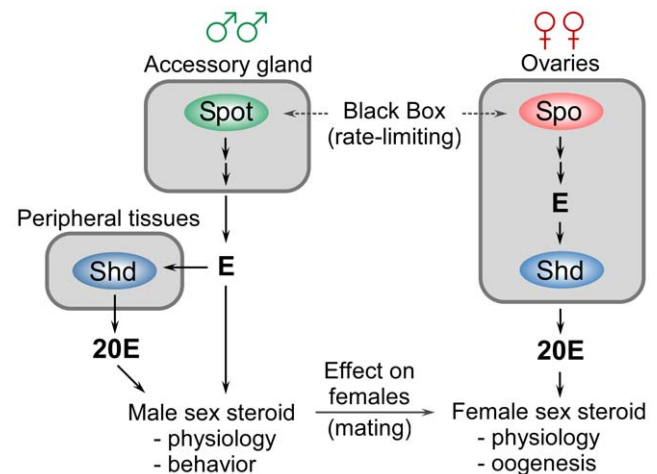 ♂♂
Accessory gland
Spot
Peripheral tissues
Shd
E
20E
Male sex steroid
- physiology
- behavior
Black Box
(rate-limiting)
Effect on
females
(mating)
♀♀
Ovaries
Spo
E
Shd
20E
Female sex steroid
- physiology
- oogenesis